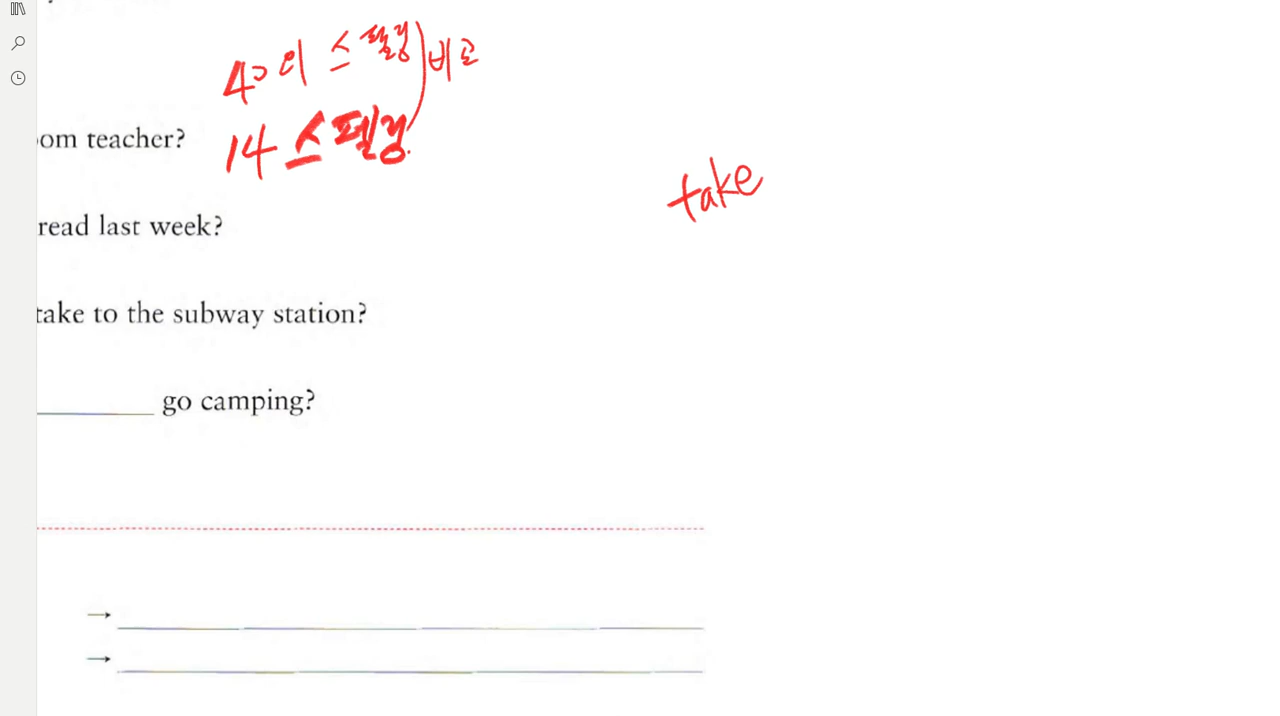 40의 스펠링 비교
14 스펠링
om teacher?
take
read last week?
take to the subway station?
go camping?
→
→